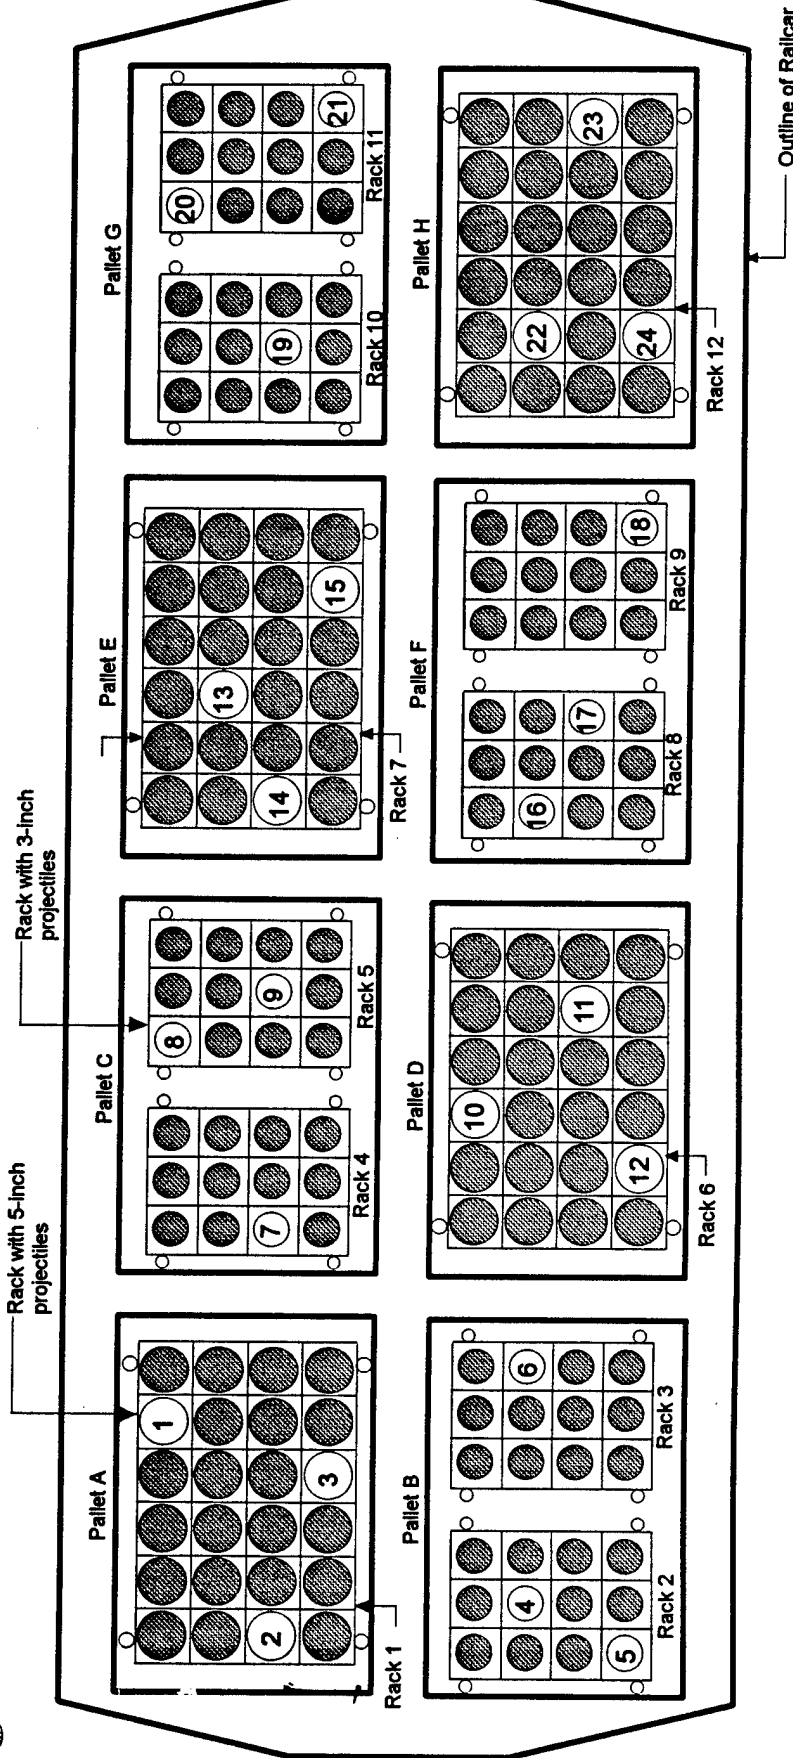 Rack with 5-inch
projectiles
Rack with 3-inch
projectiles
Pallet A
1
2
3
Rack 1
Pallet C
7
8
9
Rack 4
Rack 5
Pallet E
13
14
15
Rack 7
Pallet G
19
20
21
Rack 10
Rack 11
Pallet B
4
5
6
Rack 2
Rack 3
Pallet D
10
11
12
Rack 6
Pallet F
16
17
18
Rack 8
Rack 9
Pallet H
22
23
24
Rack 12
Outline of Railcar